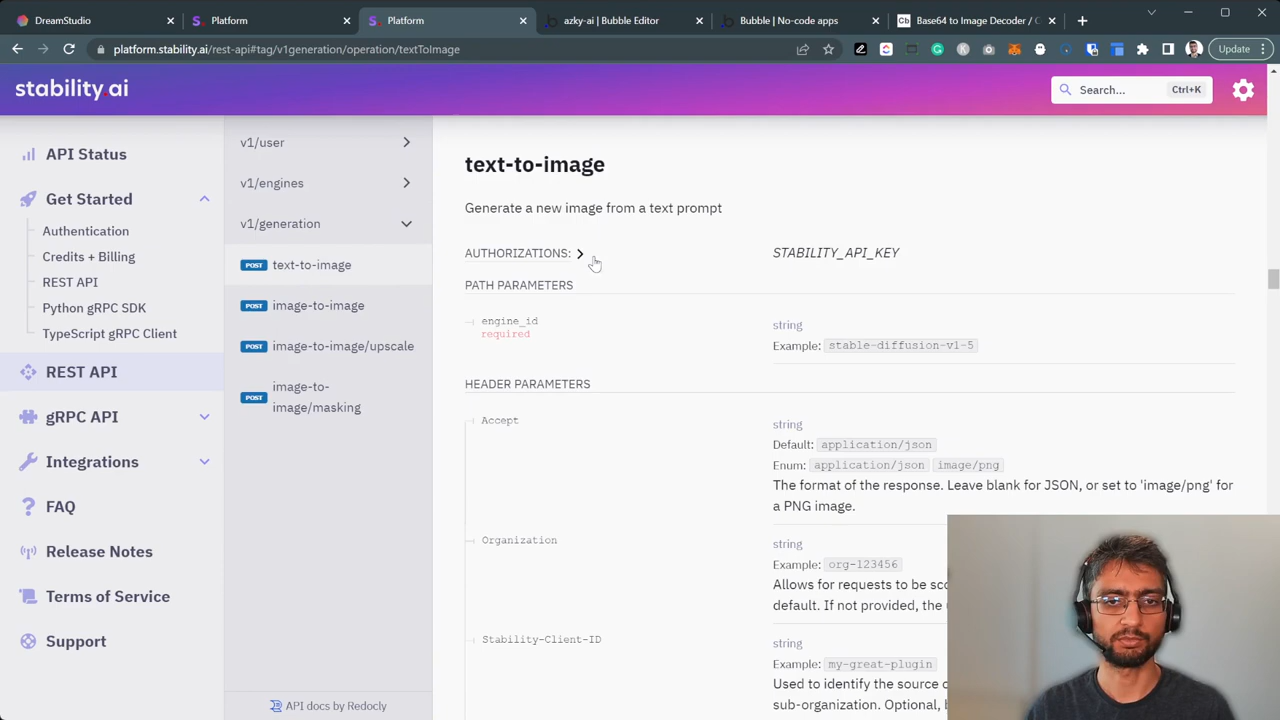 DreamStudio
Platform
Platform
azky-ai | Bubble Editor
Bubble | No-code apps
Base64 to Image Decoder / C
platform.stability.ai/rest-api#tag/v1generation/operation/textToImage
Update
stability.ai
Search...
Ctrl+K
API Status
Get Started
Authentication
Credits + Billing
REST API
Python gRPC SDK
TypeScript gRPC Client
REST API
gRPC API
Integrations
FAQ
Release Notes
Terms of Service
Support
v1/user
v1/engines
v1/generation
POST text-to-image
POST image-to-image
POST image-to-image/upscale
POST image-to-
image/masking
API docs by Redocly
text-to-image
Generate a new image from a text prompt
AUTHORIZATIONS:
STABILITY_API_KEY
PATH PARAMETERS
engine_id
required
string
Example: stable-diffusion-v1-5
HEADER PARAMETERS
Accept
string
Default: application/json
Enum: application/json image/png
The format of the response. Leave blank for JSON, or set to 'image/png' for
a PNG image.
Organization
string
Example: org-123456
Allows for requests to be sc
default. If not provided, the
Stability-Client-ID
string
Example: my-great-plugin
Used to identify the source
sub-organization. Optional,